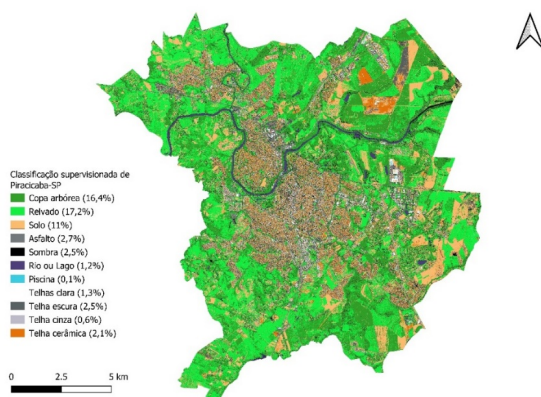 Classificação supervisionada de
Piracicaba-SP
Copa arbórea (16,4%)
Relvado (17,2%)
Solo (11%)
Asfalto (2,7%)
Sombra (2,5%)
Rio ou Lago (1,2%)
Piscina (0,1%)
Telhas clara (1,3%)
Telha escura (2,5%)
Telha cinza (0,6%)
Telha cerâmica (2,1%)
0 2.5 5 km